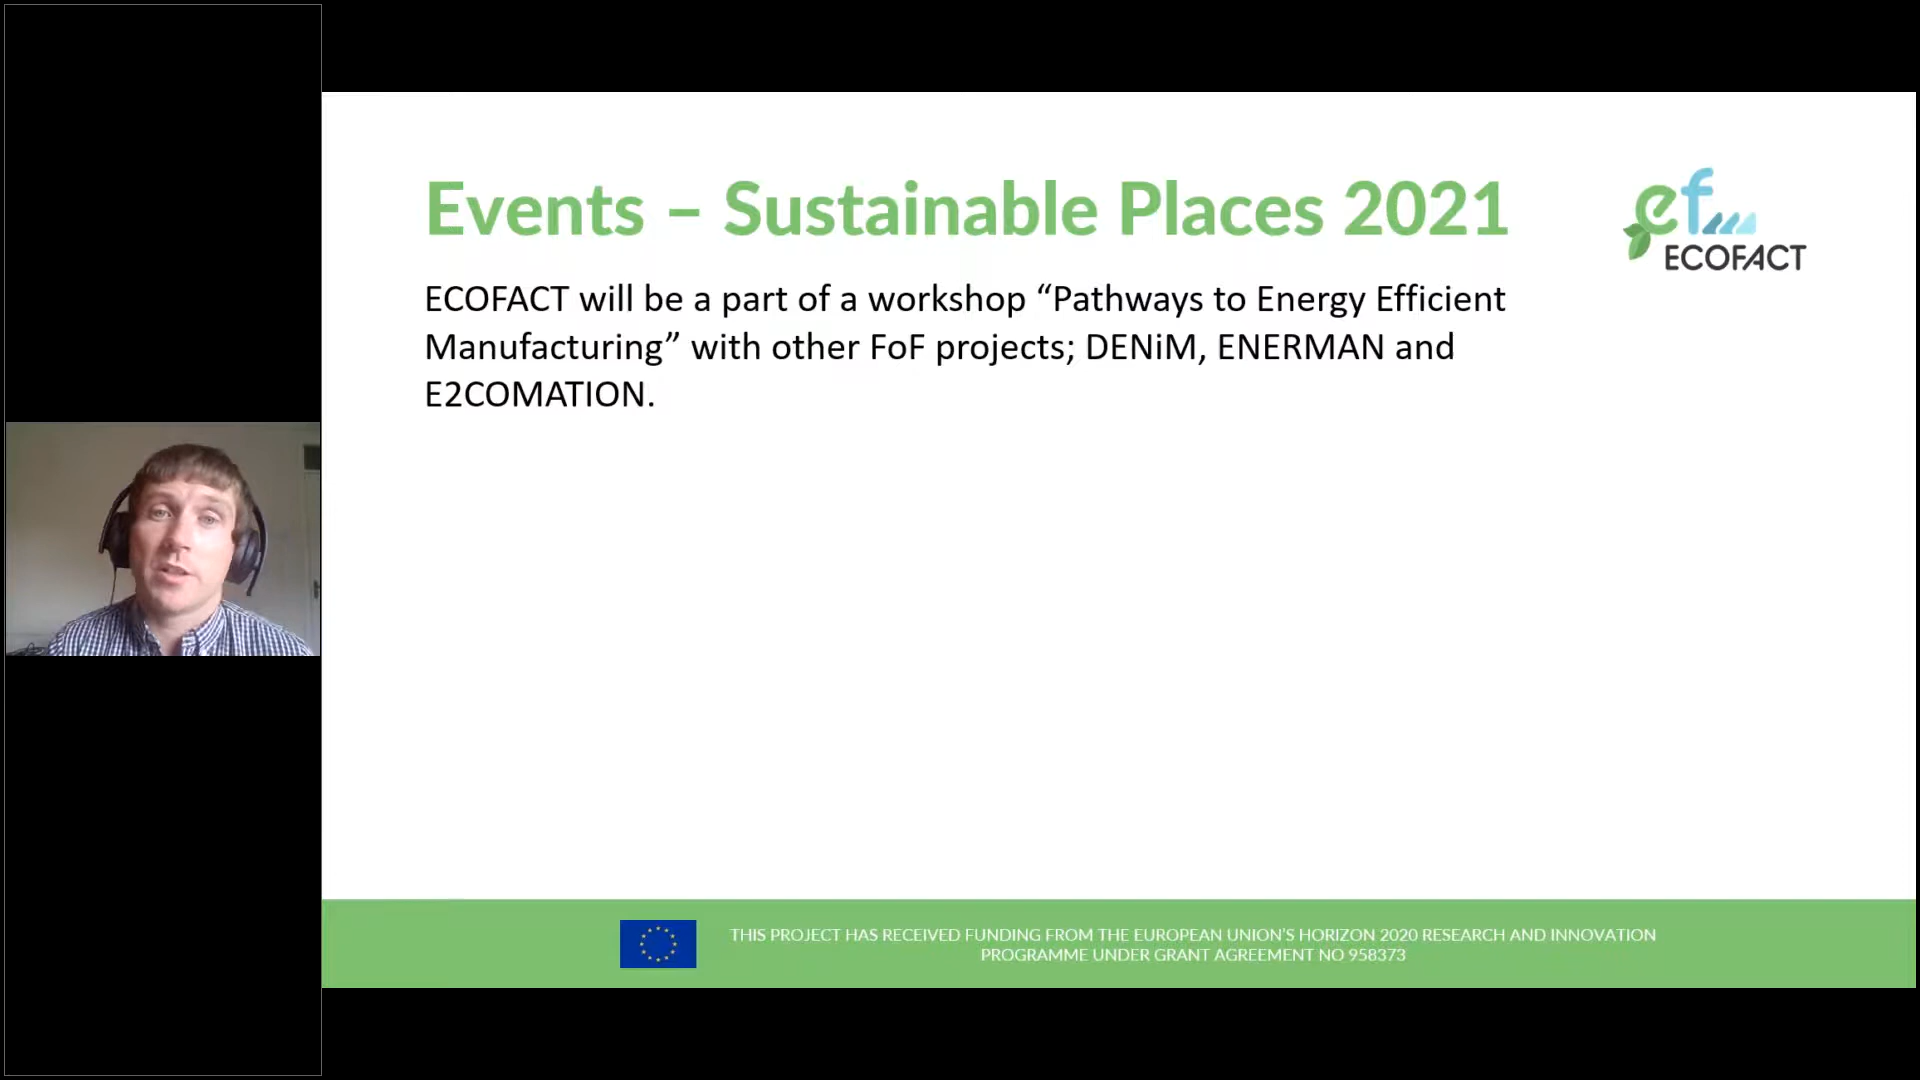 Events – Sustainable Places 2021
ef
ECOFACT
ECOFACT will be a part of a workshop “Pathways to Energy Efficient
Manufacturing” with other FoF projects; DENiM, ENERMAN and
E2COMATION.
THIS PROJECT HAS RECEIVED FUNDING FROM THE EUROPEAN UNION’S HORIZON 2020 RESEARCH AND INNOVATION
PROGRAMME UNDER GRANT AGREEMENT NO 958373